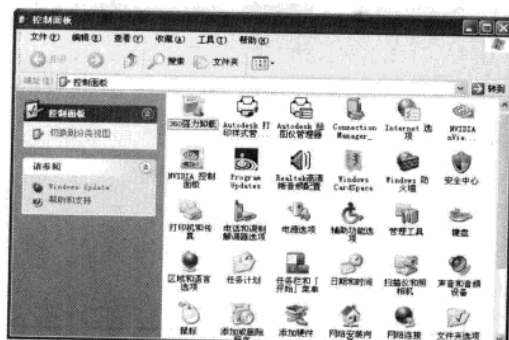 控制面板
文件(F) 编辑(E) 查看(V) 收藏(A) 工具(T) 帮助(H)
搜索 文件夹
地址(D) 控制面板 转到
控制面板
切换到分类视图
请参阅
Windows Update
帮助和支持
360强力卸载
Autodesk 打印样式管...
Autodesk 绘图仪管理器
Connection Manager_
Internet 选项
NVIDIA nVie...
NVIDIA 控制面板
Program Updates
Realtek高清晰音频配置
Windows CardSpace
Windows 防火墙
安全中心
打印机和传真
电话和调制解调器选项
电源选项
辅助功能选项
管理工具
键盘
区域和语言选项
任务计划
任务栏和「开始」菜单
日期和时间
扫描仪和照相机
声音和音频设备
鼠标
添加或删除
添加硬件
网络安装向
网络连接
文件夹选项